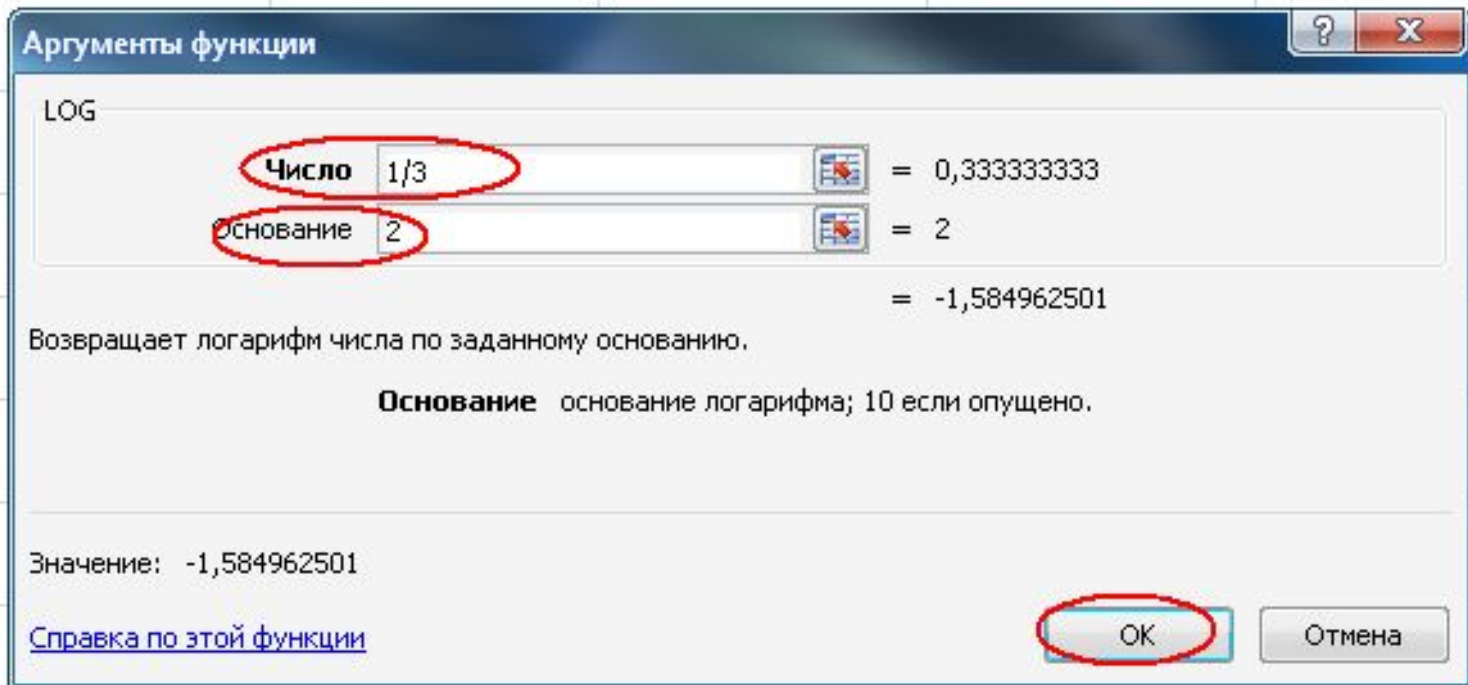 Аргументы функции
LOG
Число 1/3 = 0,333333333
Основание 2 = 2
= -1,584962501
Возвращает логарифм числа по заданному основанию.
Основание основание логарифма; 10 если опущено.
Значение: -1,584962501
Справка по этой функции
ОК Отмена